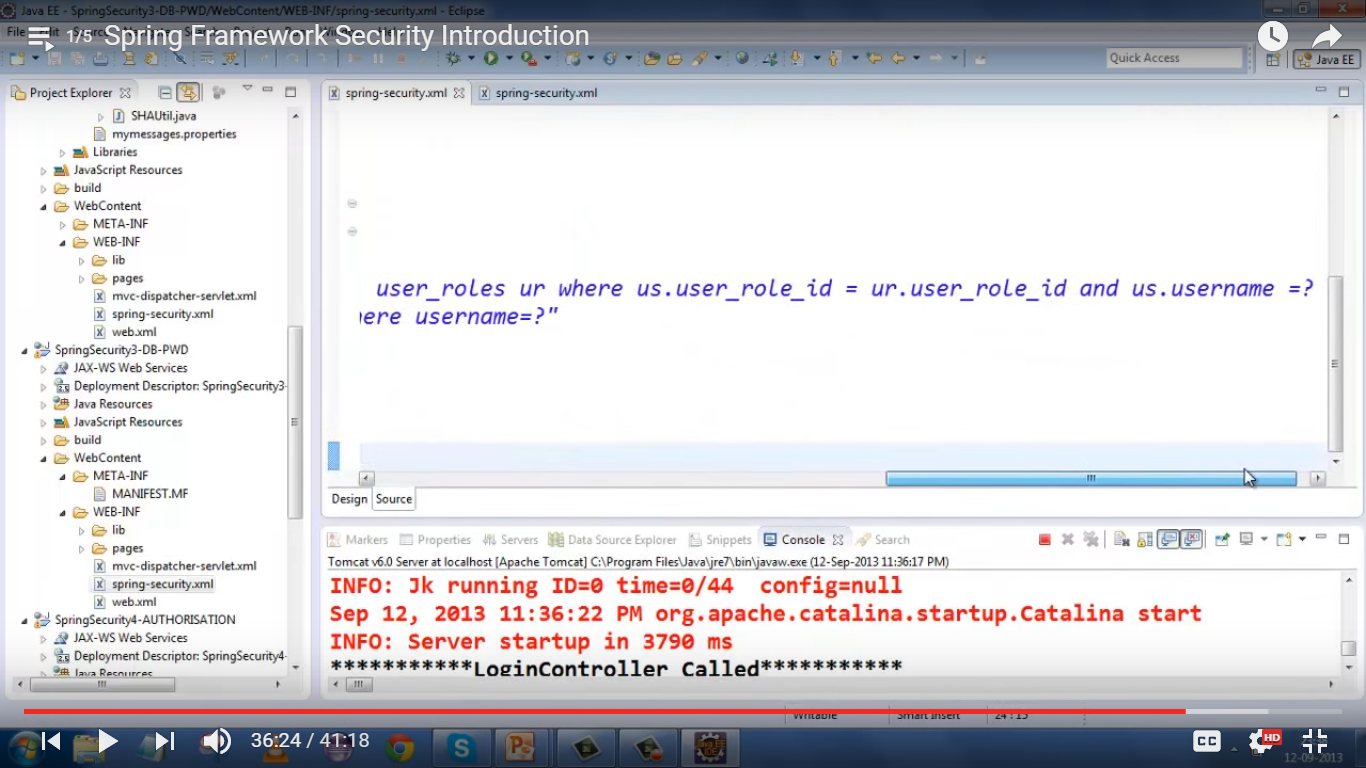 Java EE - SpringSecurity3-DB-PWD/WebContent/WEB-INF/spring-security.xml - Eclipse
1/5 Spring Framework Security Introduction
Quick Access
Java EE
Project Explorer
spring-security.xml
spring-security.xml
SHAUtil.java
mymessages.properties
Libraries
JavaScript Resources
build
WebContent
META-INF
WEB-INF
lib
pages
mvc-dispatcher-servlet.xml
spring-security.xml
web.xml
SpringSecurity3-DB-PWD
JAX-WS Web Services
Deployment Descriptor: SpringSecurity3-
Java Resources
JavaScript Resources
build
WebContent
META-INF
MANIFEST.MF
WEB-INF
lib
pages
mvc-dispatcher-servlet.xml
spring-security.xml
web.xml
SpringSecurity4-AUTHORISATION
JAX-WS Web Services
Deployment Descriptor: SpringSecurity4-
Java Resources
user_roles ur where us.user_role_id = ur.user_role_id and us.username =?
ere username=?"
Design Source
Markers Properties Servers Data Source Explorer Snippets Console Search
Tomcat v6.0 Server at localhost [Apache Tomcat] C:\Program Files\Java\jre7\bin\javaw.exe (12-Sep-2013 11:36:17 PM)
INFO: Jk running ID=0 time=0/44 config=null
Sep 12, 2013 11:36:22 PM org.apache.catalina.startup.Catalina start
INFO: Server startup in 3790 ms
***********LoginController Called***********
Writable Smart Insert 24 : 15
36:24 / 41:18
CC
HD
12-09-2013